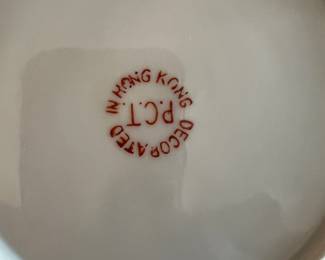 DECORATED IN HONG KONG
P.C.T